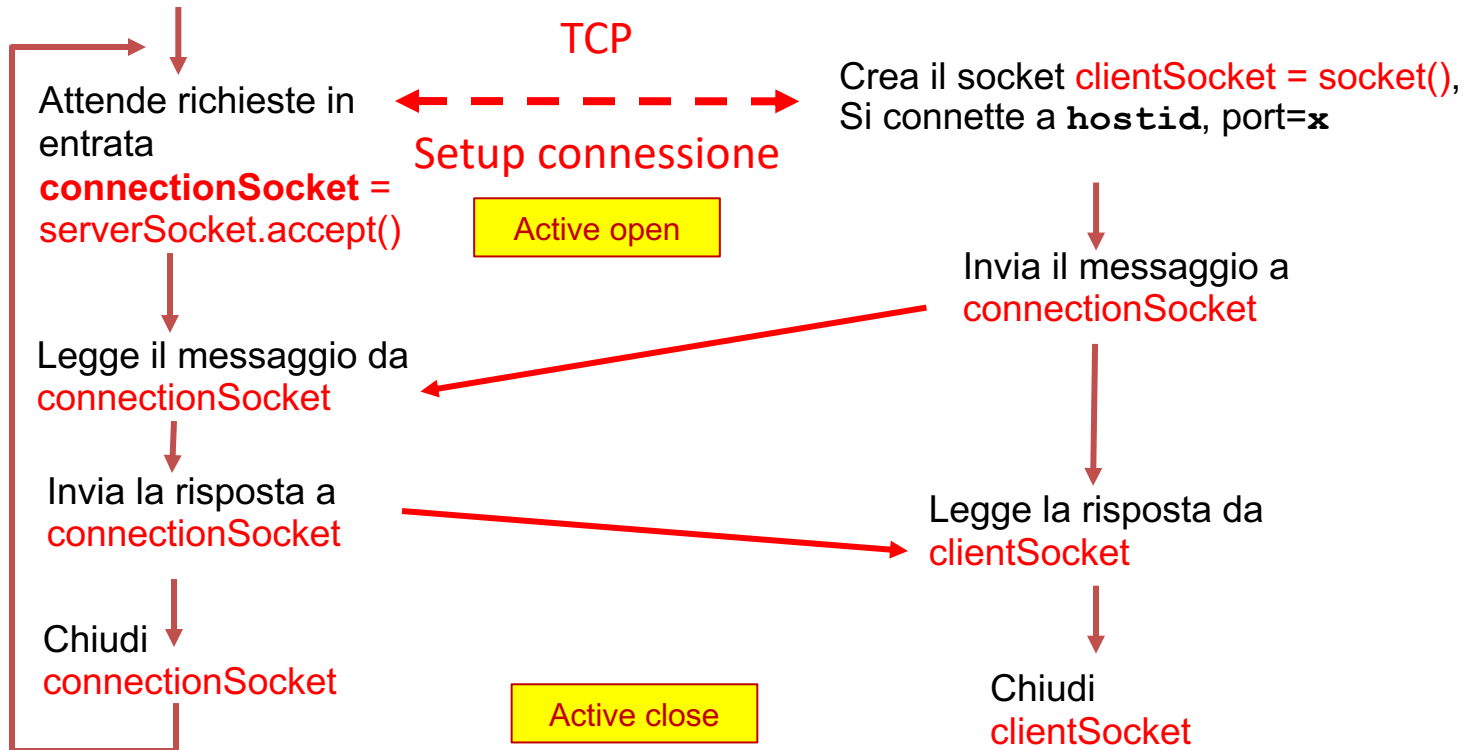 TCP
Setup connessione
Attende richieste in
entrata
connectionSocket =
serverSocket.accept()
Active open
Crea il socket clientSocket = socket(),
Si connette a hostid, port=x
Invia il messaggio a
connectionSocket
Legge il messaggio da
connectionSocket
Invia la risposta a
connectionSocket
Legge la risposta da
clientSocket
Chiudi
connectionSocket
Active close
Chiudi
clientSocket